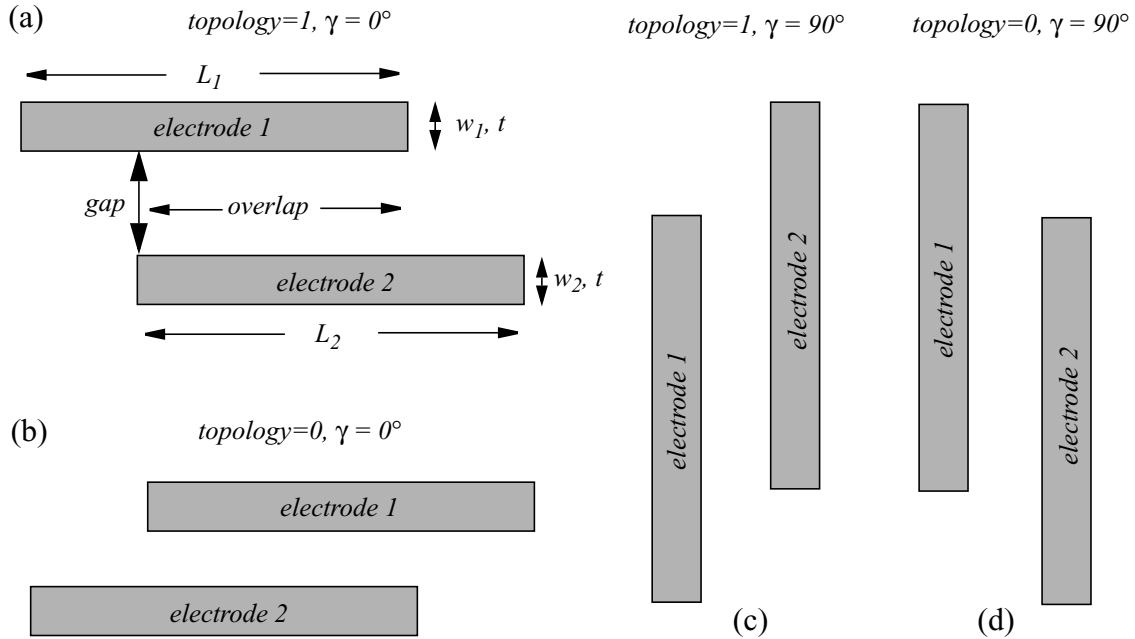 (a)
topology=1, γ = 0°
L1
electrode 1
w1, t
gap
overlap
electrode 2
w2, t
L2
(b)
topology=0, γ = 0°
electrode 1
electrode 2
topology=1, γ = 90°
electrode 1
electrode 2
(c)
topology=0, γ = 90°
electrode 1
electrode 2
(d)